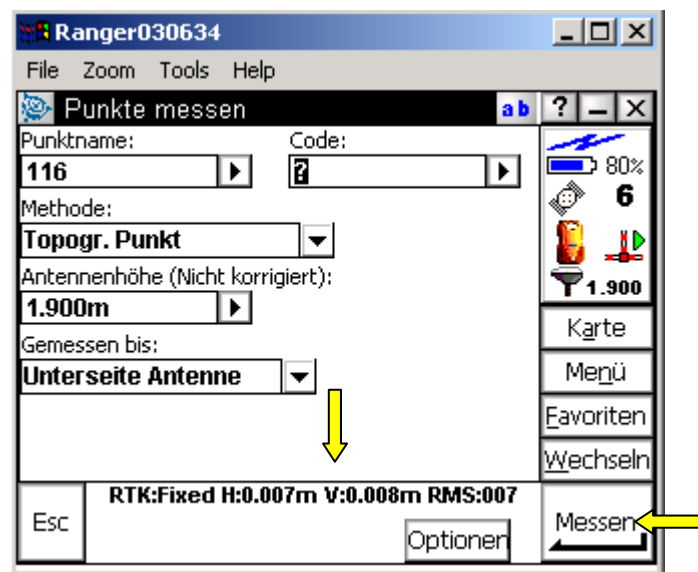 Ranger030634
File Zoom Tools Help
Punkte messen ab ?
Punktname: Code:
116 ?
80%
Methode:
6
Topogr. Punkt
Antennenhöhe (Nicht korrigiert):
1.900
1.900m
Karte
Gemessen bis:
Unterseite Antenne
Menü
Favoriten
Wechseln
RTK:Fixed H:0.007m V:0.008m RMS:007
Esc Optionen Messen